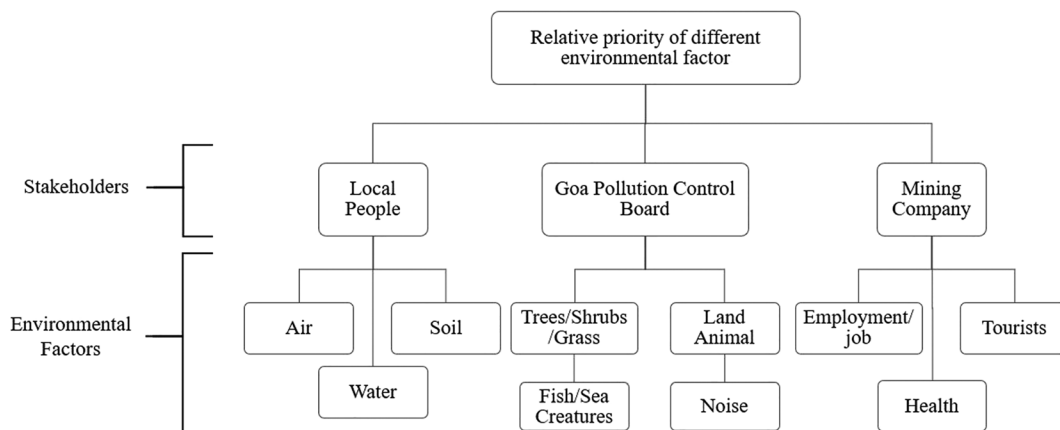 Relative priority of different
environmental factor
Stakeholders
Local
People
Goa Pollution Control
Board
Mining
Company
Environmental
Factors
Air
Soil
Trees/Shrubs
/Grass
Land
Animal
Employment/
job
Tourists
Water
Fish/Sea
Creatures
Noise
Health